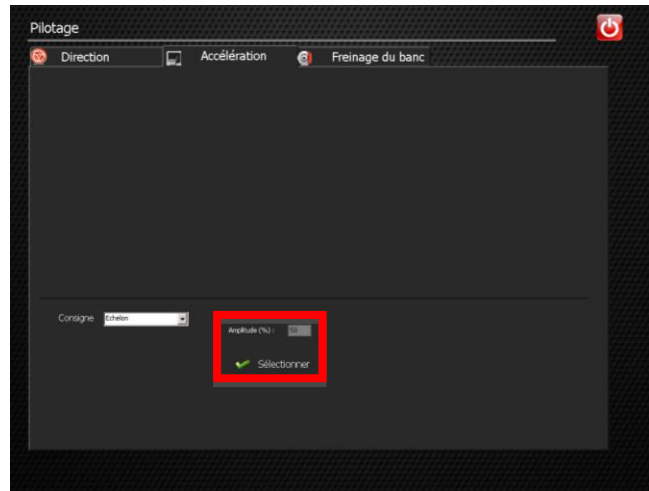 Pilotage
Direction Accélération Freinage du banc
Consigne Echelon
Amplitude (%) : 50
Sélectionner